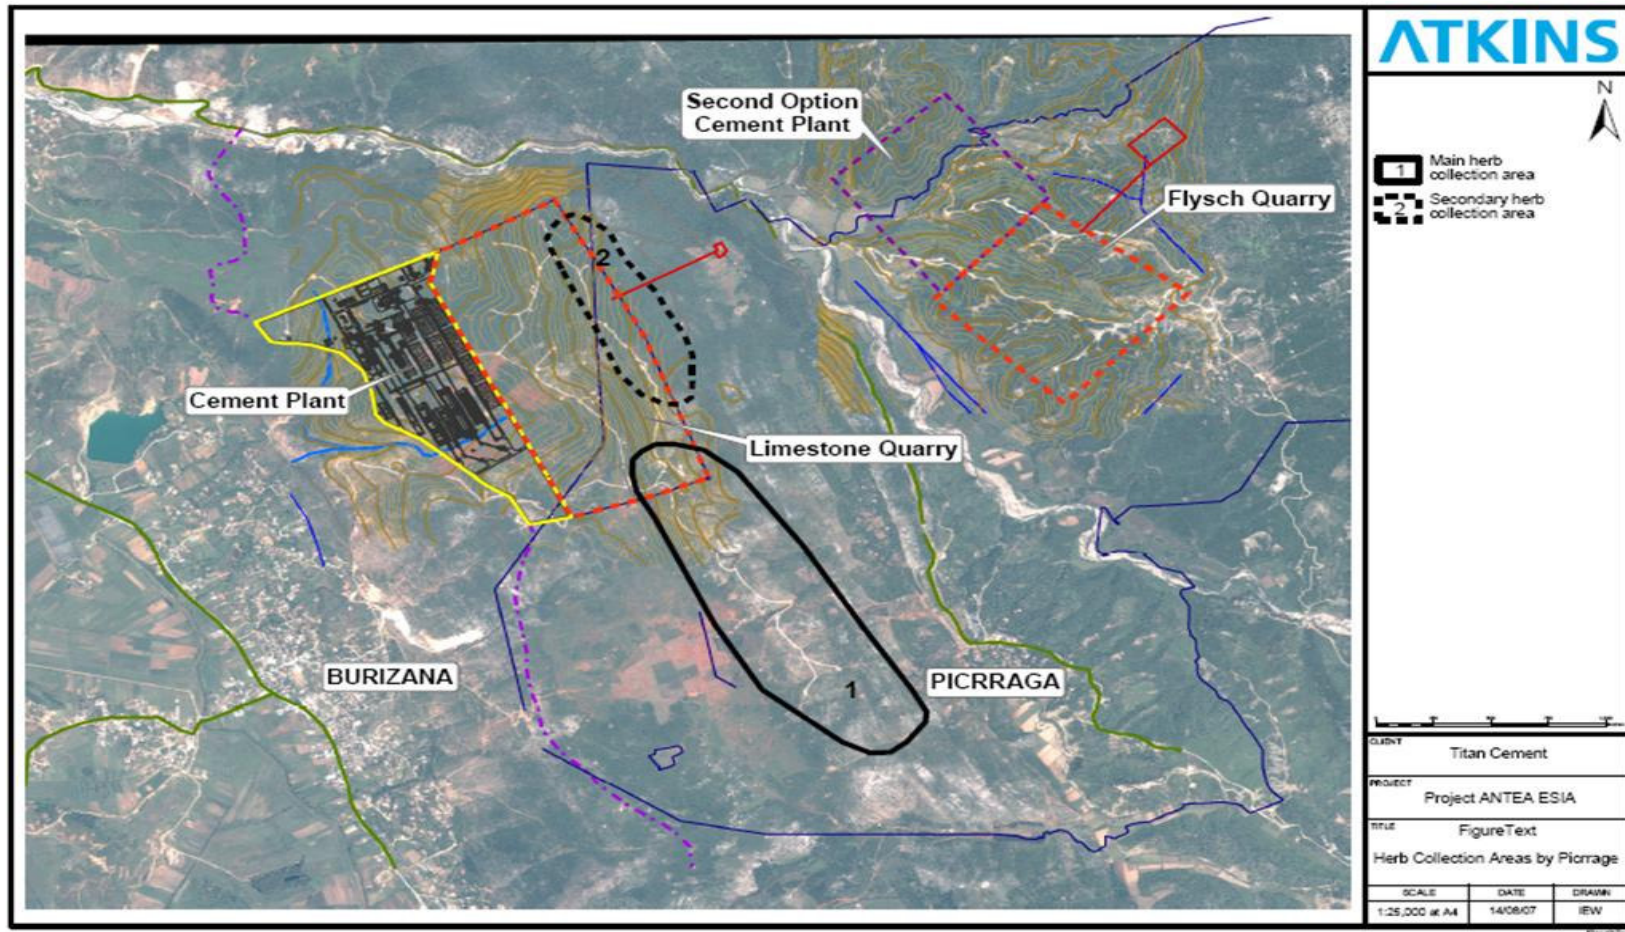 ATKINS
N
1
Main herb
collection area
2
Secondary herb
collection area
Second Option
Cement Plant
Flysch Quarry
2
Cement Plant
Limestone Quarry
BURIZANA
PICRRAGA
1
CLIENT
Titan Cement
PROJECT
Project ANTEA ESIA
TITLE
FigureText
Herb Collection Areas by Picrrage
SCALE
DATE
DRAWN
1:25,000 at A4
14/08/07
IEW